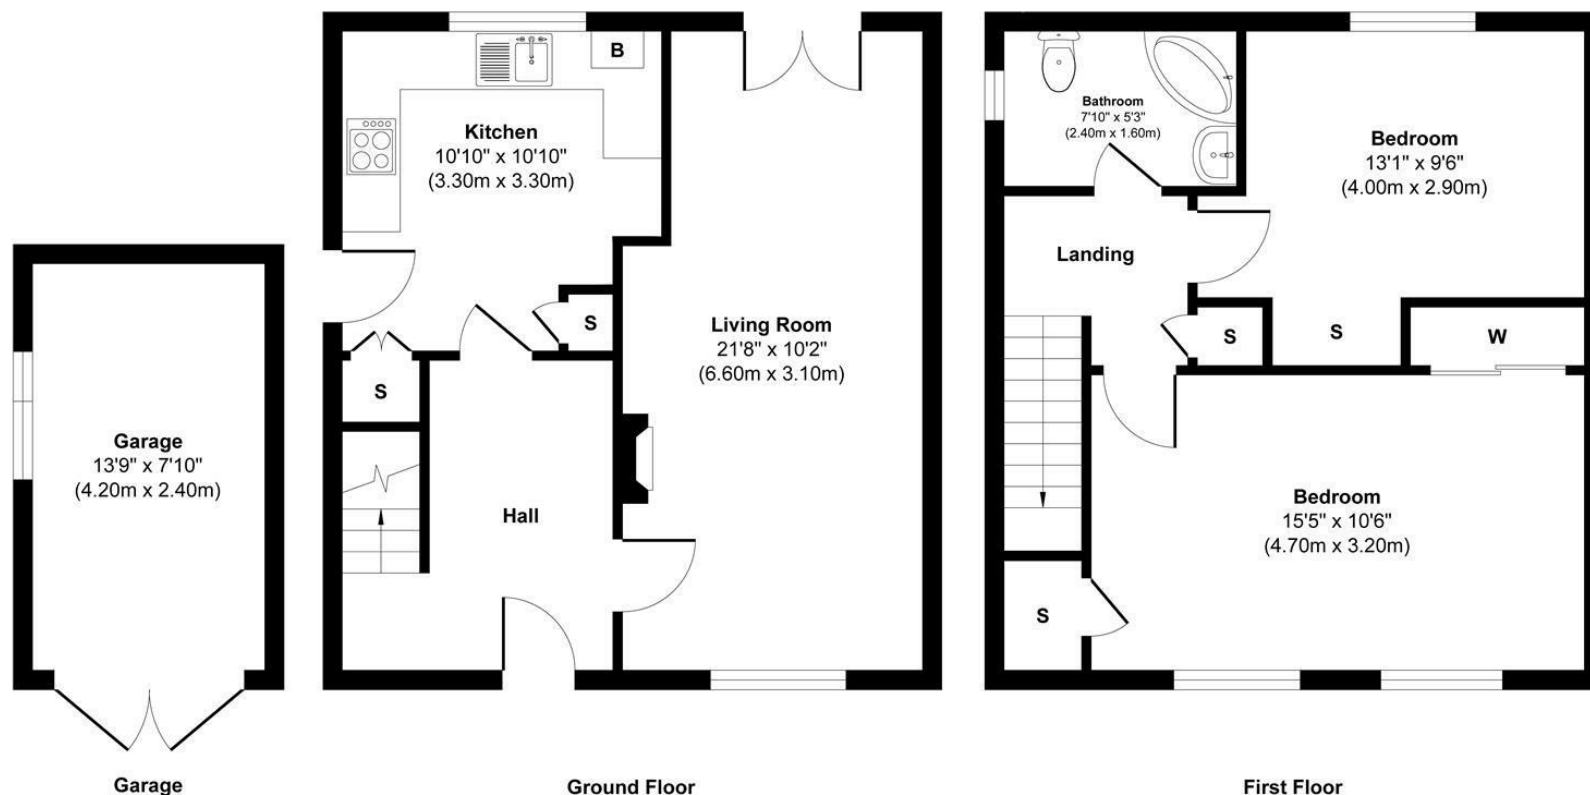 Garage
13'9" x 7'10"
(4.20m x 2.40m)
Garage
B
Kitchen
10'10" x 10'10"
(3.30m x 3.30m)
S
S
Living Room
21'8" x 10'2"
(6.60m x 3.10m)
Hall
Ground Floor
Bathroom
7'10" x 5'3"
(2.40m x 1.60m)
Bedroom
13'1" x 9'6"
(4.00m x 2.90m)
Landing
S
S
W
Bedroom
15'5" x 10'6"
(4.70m x 3.20m)
S
First Floor